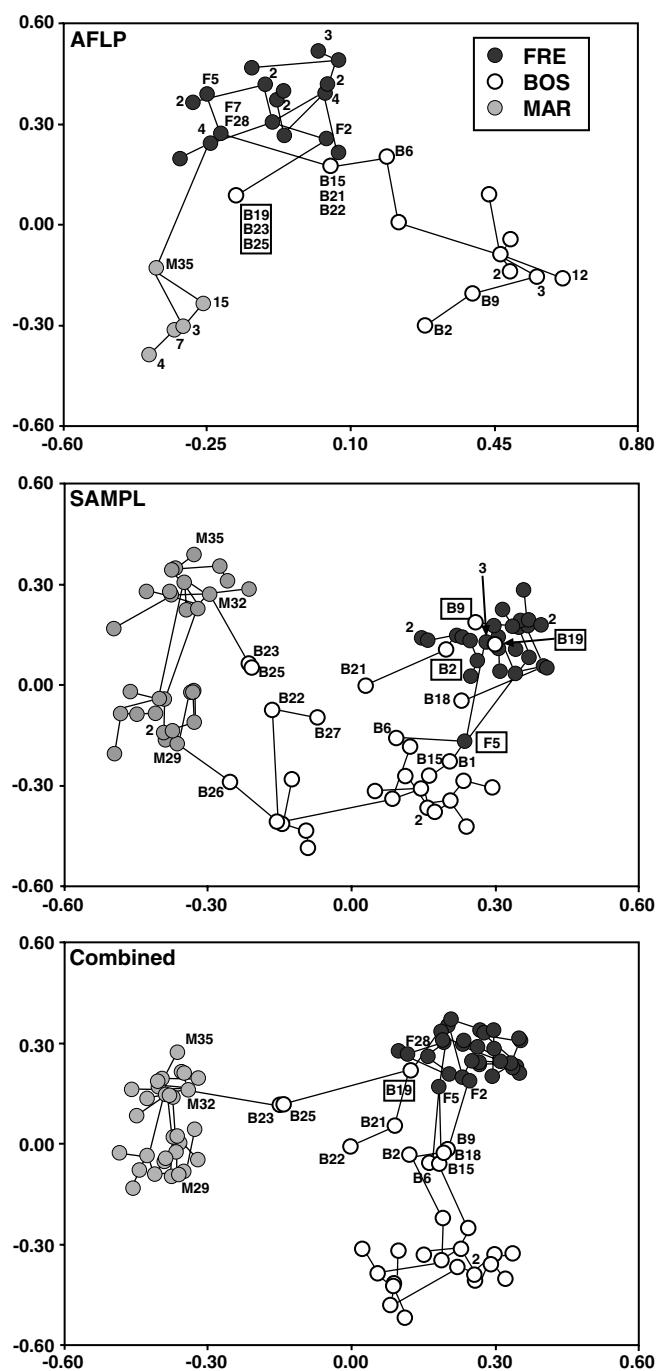 0.60
AFLP
3
FRE
BOS
MAR
F5
2
2
2
2
4
F7
F28
4
F2
0.30
B6
B15
B21
B22
B19
B23
B25
0.00
M35
15
3
7
4
2
12
3
B9
B2
-0.30
-0.60
-0.60
-0.25
0.10
0.45
0.80
0.60
SAMPL
M35
M32
0.30
3
B9
2
2
B19
B2
B23
B25
B21
B18
0.00
B22
B27
B6
F5
2
M29
B15
B1
B26
2
-0.30
-0.60
-0.60
-0.30
0.00
0.30
0.60
0.60
Combined
M35
F28
0.30
M32
B19
F5
F2
B23
B25
B21
B22
B2
B9
B18
B15
B6
0.00
M29
2
-0.30
-0.60
-0.60
-0.30
0.00
0.30
0.60